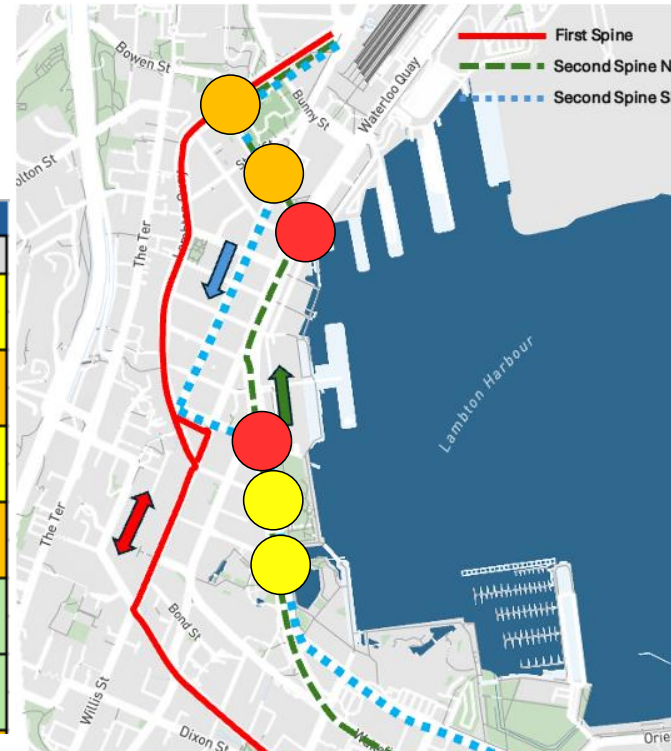 First Spine
Second Spine N
Second Spine S
Bowen St
Bunny St
Waterloo Quay
olton St
The Ter
Lambton Harbour
The Ter
Bond St
Willis St
Dixon St
Orie